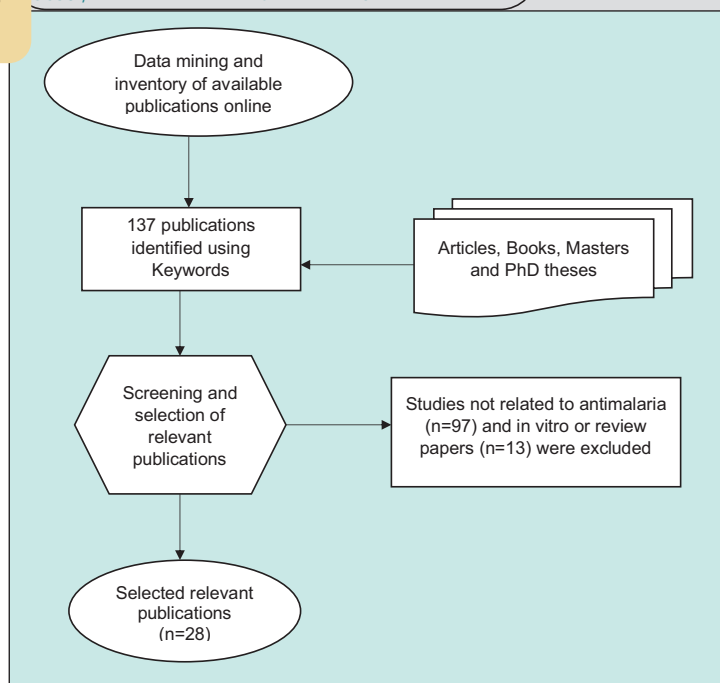 Data mining and
inventory of available
publications online
137 publications
identified using
Keywords
Articles, Books, Masters
and PhD theses
Screening and
selection of
relevant
publications
Studies not related to antimalaria
(n=97) and in vitro or review
papers (n=13) were excluded
Selected relevant
publications
(n=28)